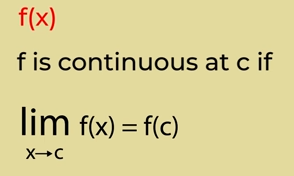 f(x)
f is continuous at c if
lim f(x) = f(c)
x→c